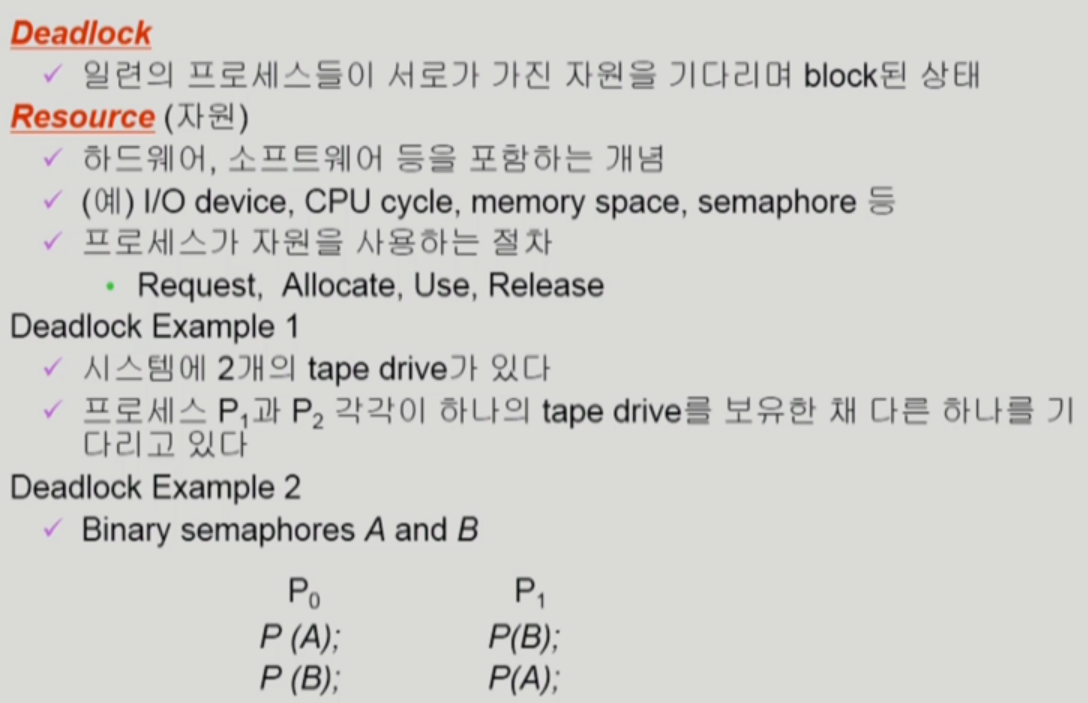 Deadlock
✓ 일련의 프로세스들이 서로가 가진 자원을 기다리며 block된 상태
Resource (자원)
✓ 하드웨어, 소프트웨어 등을 포함하는 개념
✓ (예) I/O device, CPU cycle, memory space, semaphore 등
✓ 프로세스가 자원을 사용하는 절차
• Request, Allocate, Use, Release
Deadlock Example 1
✓ 시스템에 2개의 tape drive가 있다
✓ 프로세스 P₁과 P₂ 각각이 하나의 tape drive를 보유한 채 다른 하나를 기
다리고 있다
Deadlock Example 2
✓ Binary semaphores A and B
P₀ P₁
P (A); P(B);
P (B); P(A);